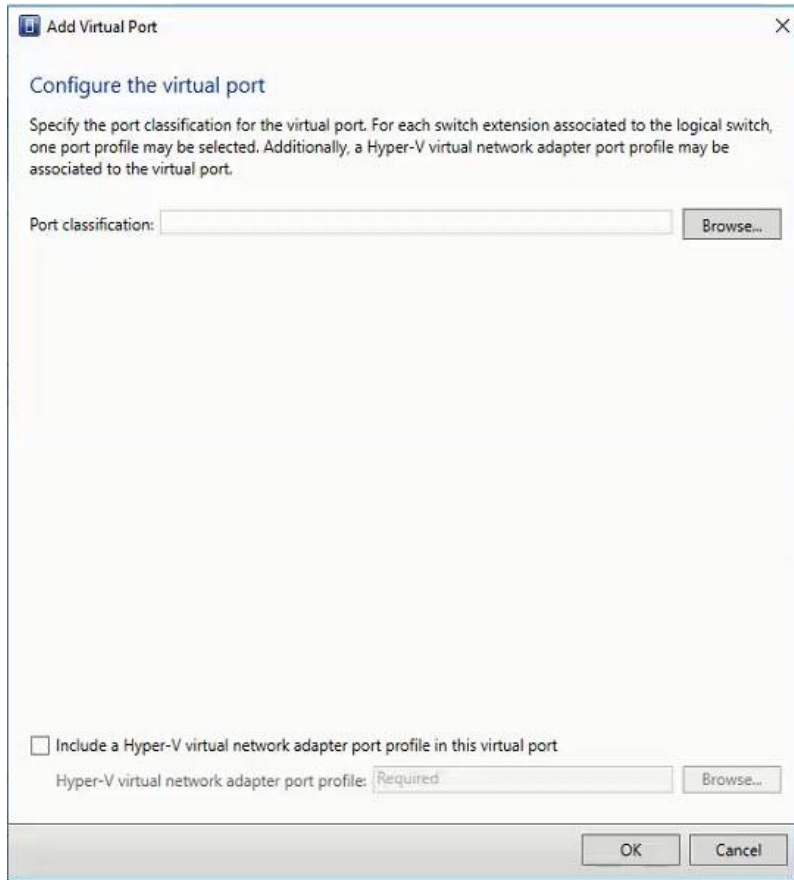 Add Virtual Port
Configure the virtual port
Specify the port classification for the virtual port. For each switch extension associated to the logical switch,
one port profile may be selected. Additionally, a Hyper-V virtual network adapter port profile may be
associated to the virtual port.
Port classification:
Browse...
Include a Hyper-V virtual network adapter port profile in this virtual port
Hyper-V virtual network adapter port profile: Required
Browse...
OK
Cancel